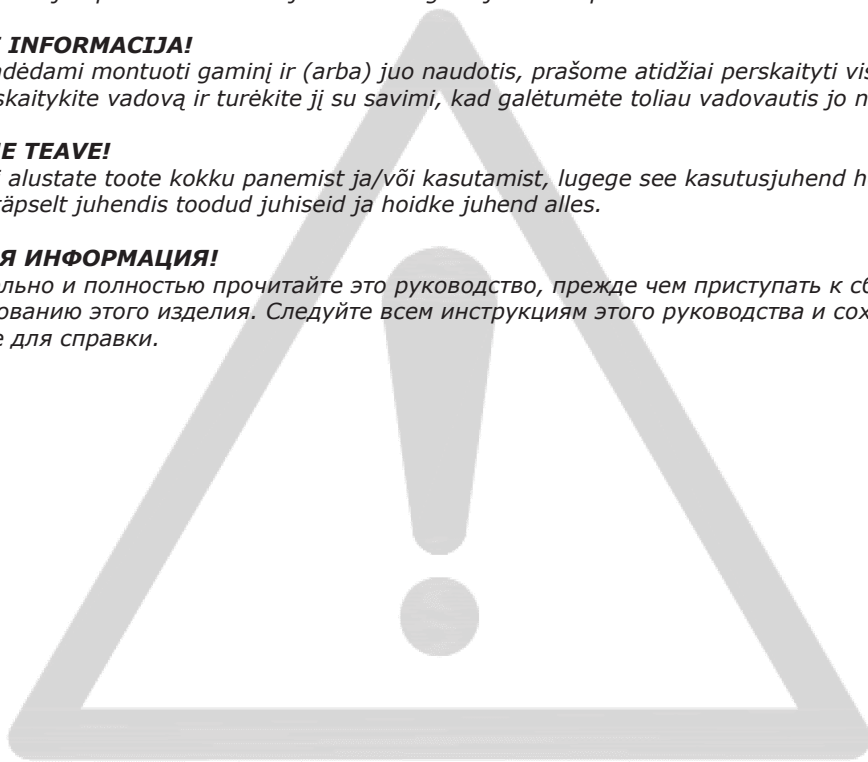 INFORMACIJA!
dėdami montuoti gaminį ir (arba) juo naudotis, prašome atidžiai perskaityti vis
skaitykite vadovą ir turėkite jį su savimi, kad galėtumėte toliau vadovautis jo n
E TEAVE!
alustate toote kokku panemist ja/või kasutamist, lugege see kasutusjuhend h
äpselt juhendis toodud juhiseid ja hoidke juhend alles.
Я ИНФОРМАЦИЯ!
льно и полностью прочитайте это руководство, прежде чем приступать к сб
ованию этого изделия. Следуйте всем инструкциям этого руководства и сох
е для справки.